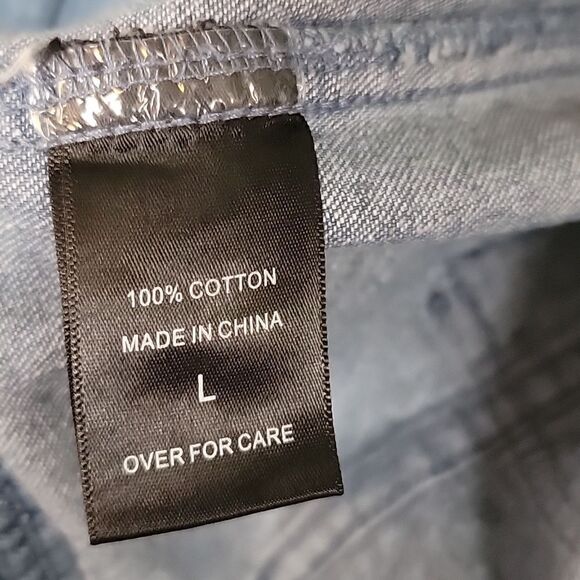 100% COTTON
MADE IN CHINA
L
OVER FOR CARE